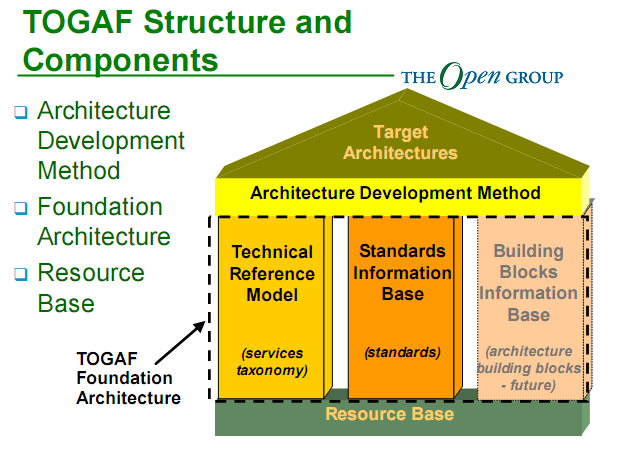 TOGAF Structure and
Components
THE Open GROUP
Architecture
Development
Method
Foundation
Architecture
Resource
Base
Target
Architectures
Architecture Development Method
Technical
Reference
Model
(services
taxonomy)
Standards
Information
Base
(standards)
Building
Blocks
Information
Base
(architecture
building blocks
- future)
TOGAF
Foundation
Architecture
Resource Base